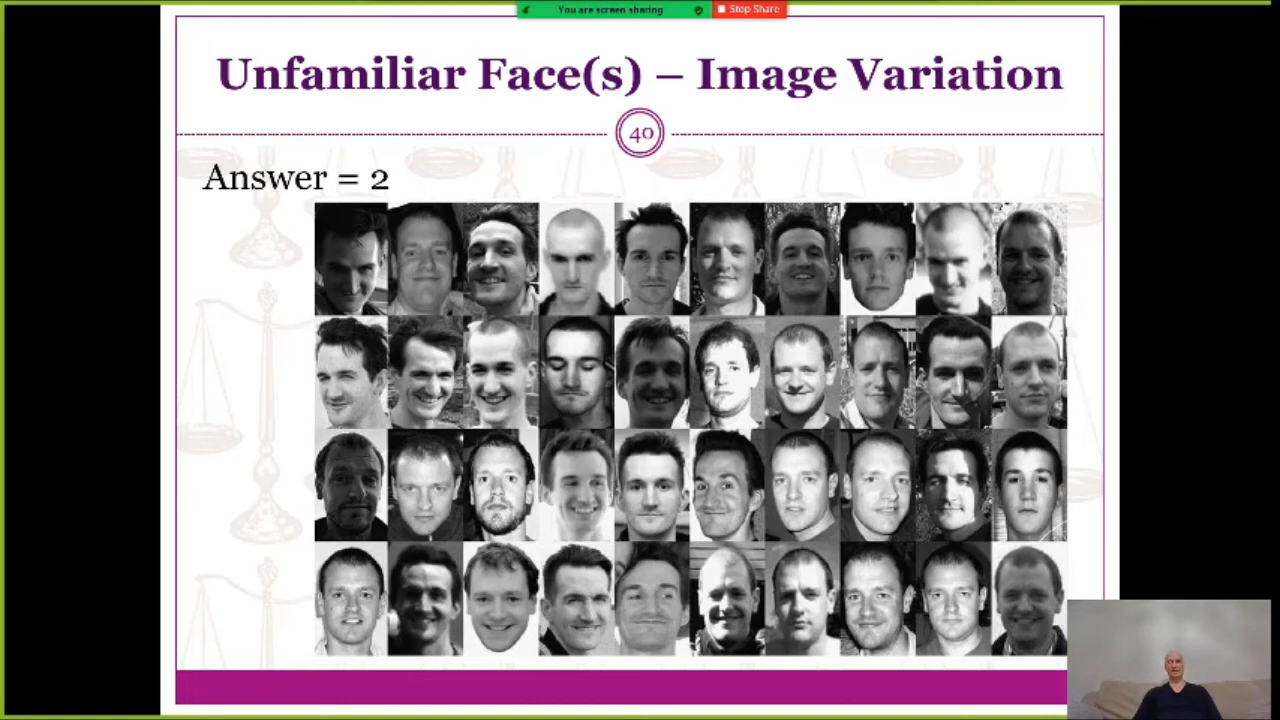 You are screen sharing
Stop Share
Unfamiliar Face(s) – Image Variation
40
Answer = 2